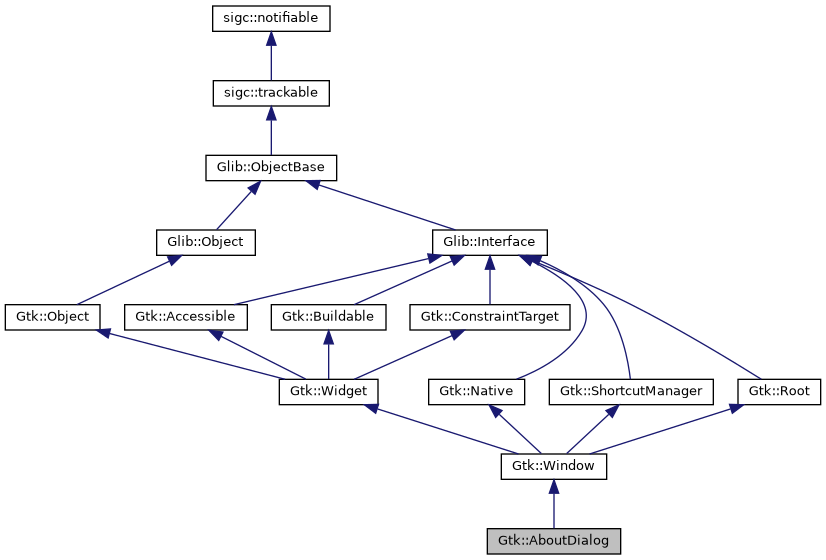 sigc::notifiable
sigc::trackable
Glib::ObjectBase
Glib::Object
Glib::Interface
Gtk::Object
Gtk::Accessible
Gtk::Buildable
Gtk::ConstraintTarget
Gtk::Widget
Gtk::Native
Gtk::ShortcutManager
Gtk::Root
Gtk::Window
Gtk::AboutDialog